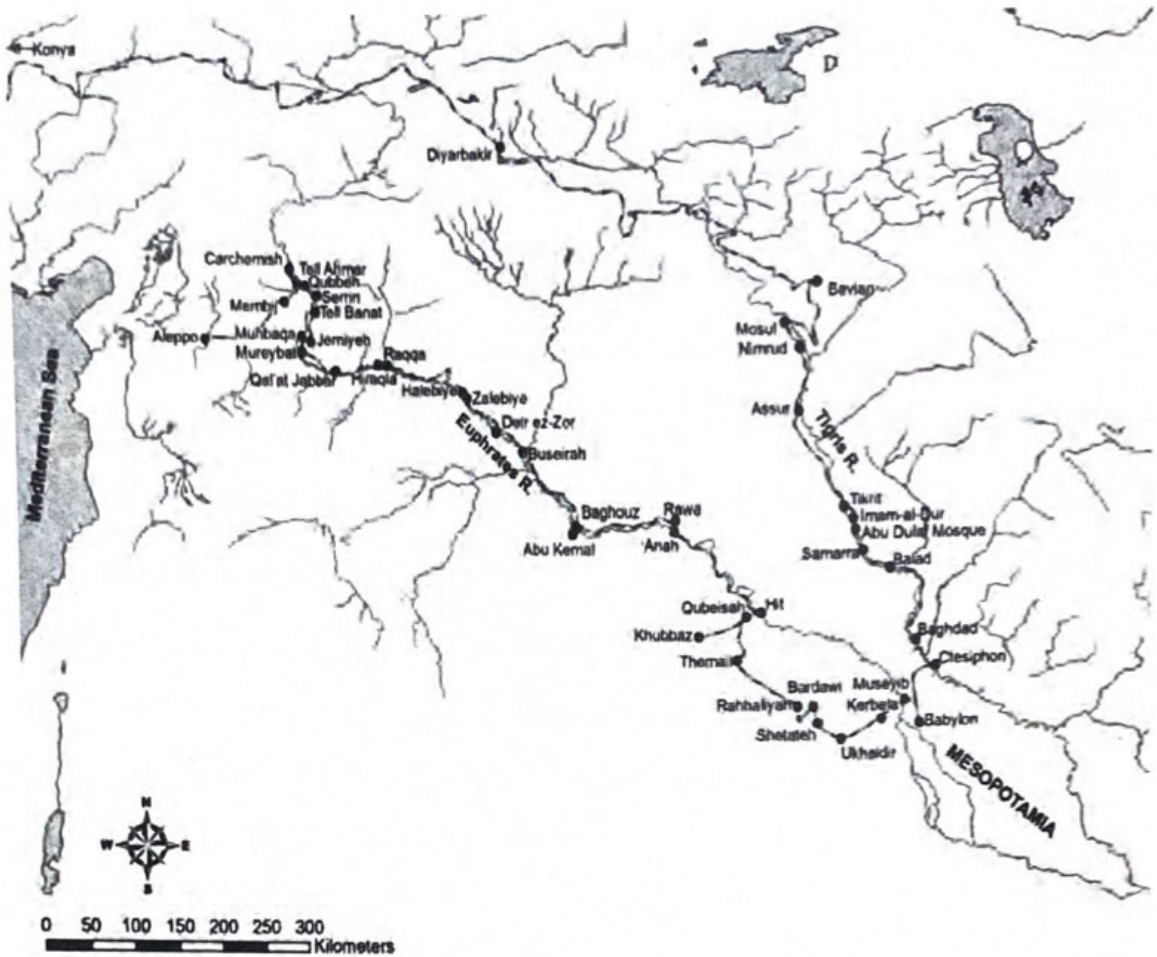 Konya
Diyarbakir
Carchemish
Tell Ahmar
Qubbeh
Serrin
Membij
Tell Banat
Aleppo
Muhbaqa
Jerniyeh
Mureybat
Qal'at Jabbar
Hiraqla
Raqqa
Halebiye
Zalebiye
Deir ez-Zor
Buseirah
Euphrates R.
Mediterranean Sea
Bavian
Mosul
Nimrud
Assur
Tigris R.
Tikrit
Imam-al-Dur
Abu Dulaf Mosque
Samarra
Balad
Baghouz
Abu Kemal
Rawa
Anah
Qubeisah
Hit
Khubbaz
Themail
Baghdad
Ctesiphon
Bardawi
Museyib
Rahhaliyah
Kerbela
Shetateh
Babylon
Ukhaidir
MESOPOTAMIA
N
W
E
S
0 50 100 150 200 250 300
Kilometers